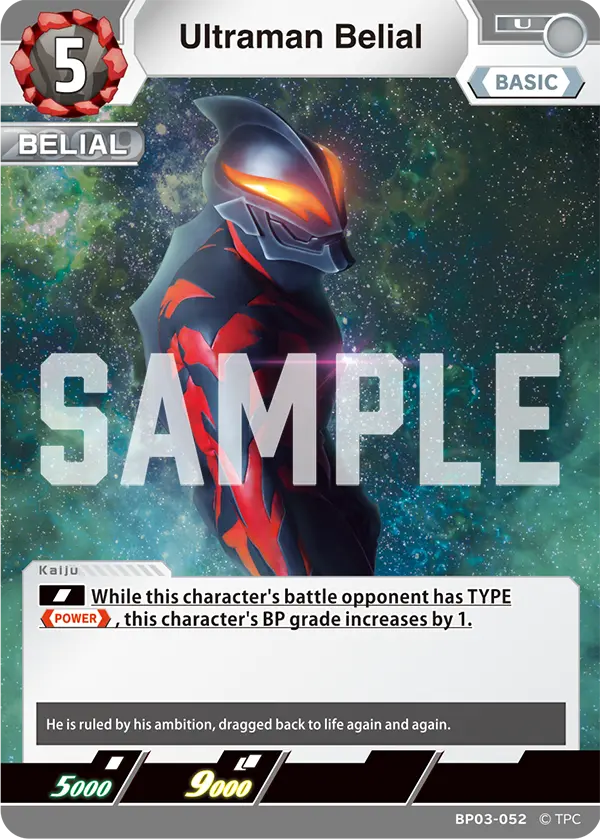 5
Ultraman Belial
U
BASIC
BELIAL
SAMPLE
Kaiju
While this character's battle opponent has TYPE
POWER, this character's BP grade increases by 1.
He is ruled by his ambition, dragged back to life again and again.
5000 9000
BP03-052 © TPC